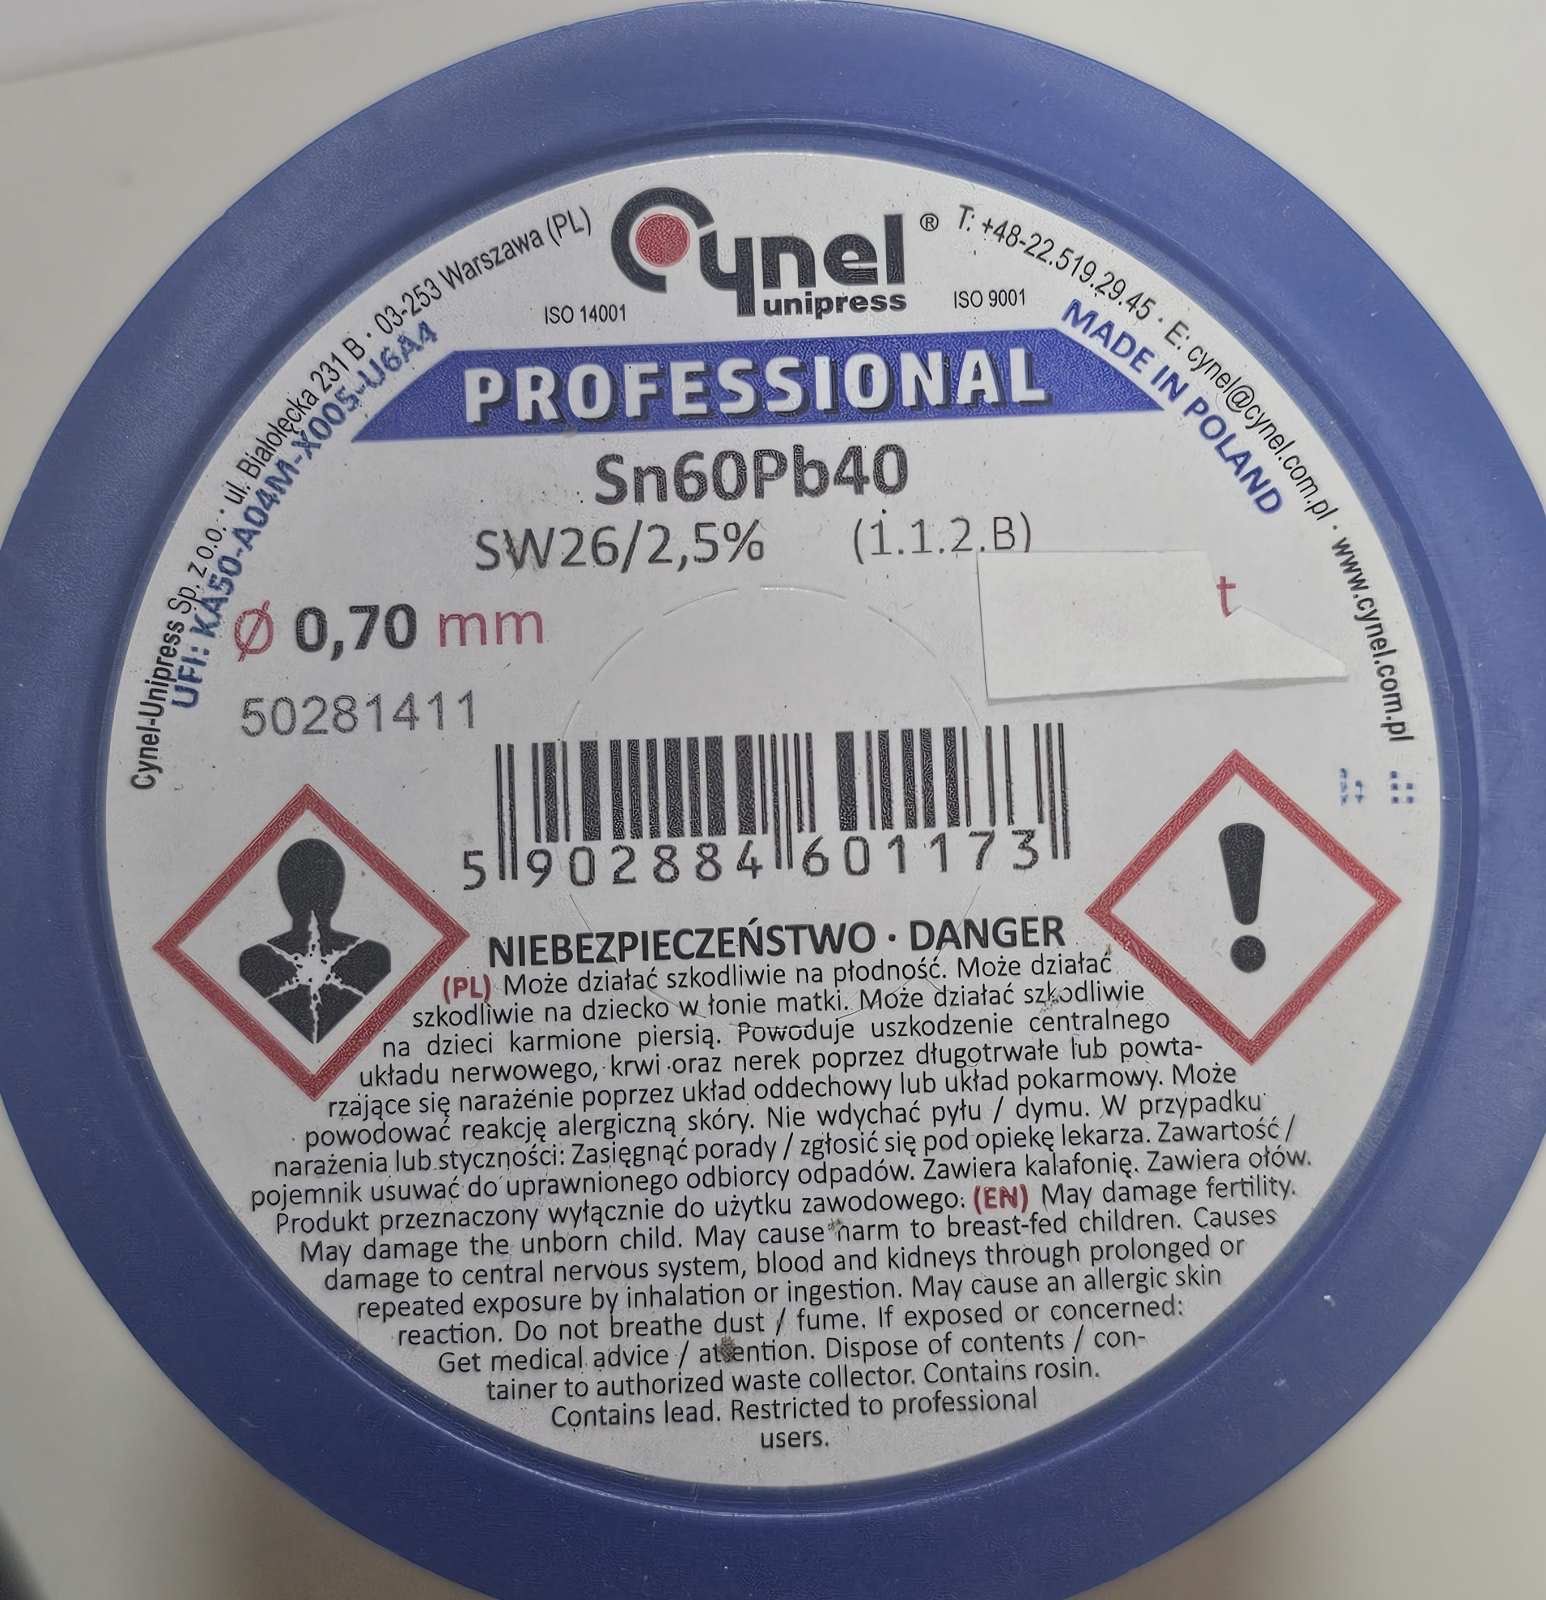 Cynel-Unipress Sp. z o.o. · ul. Białołęcka 231 B · 03-253 Warszawa (PL)
UFI: KA50-A04M-X005-U6A4
Cynel®
unipress
ISO 14001
ISO 9001
T: +48-22.519.29.45 · E: cynel@cynel.com.pl · www.cynel.com.pl
MADE IN POLAND
PROFESSIONAL
Sn60Pb40
SW26/2,5% (1.1.2.B)
Ø 0,70 mm
t
50281411
5 902884 601173
NIEBEZPIECZEŃSTWO · DANGER
(PL) Może działać szkodliwie na płodność. Może działać
szkodliwie na dziecko w łonie matki. Może działać szkodliwie
na dzieci karmione piersią. Powoduje uszkodzenie centralnego
układu nerwowego, krwi oraz nerek poprzez długotrwałe lub powta-
rzające się narażenie poprzez układ oddechowy lub układ pokarmowy. Może
powodować reakcję alergiczną skóry. Nie wdychać pyłu / dymu. W przypadku
narażenia lub styczności: Zasięgnąć porady / zgłosić się pod opiekę lekarza. Zawartość /
pojemnik usuwać do uprawnionego odbiorcy odpadów. Zawiera kalafonię. Zawiera ołów.
Produkt przeznaczony wyłącznie do użytku zawodowego. (EN) May damage fertility.
May damage the unborn child. May cause harm to breast-fed children. Causes
damage to central nervous system, blood and kidneys through prolonged or
repeated exposure by inhalation or ingestion. May cause an allergic skin
reaction. Do not breathe dust / fume. If exposed or concerned:
Get medical advice / attention. Dispose of contents / con-
tainer to authorized waste collector. Contains rosin.
Contains lead. Restricted to professional
users.